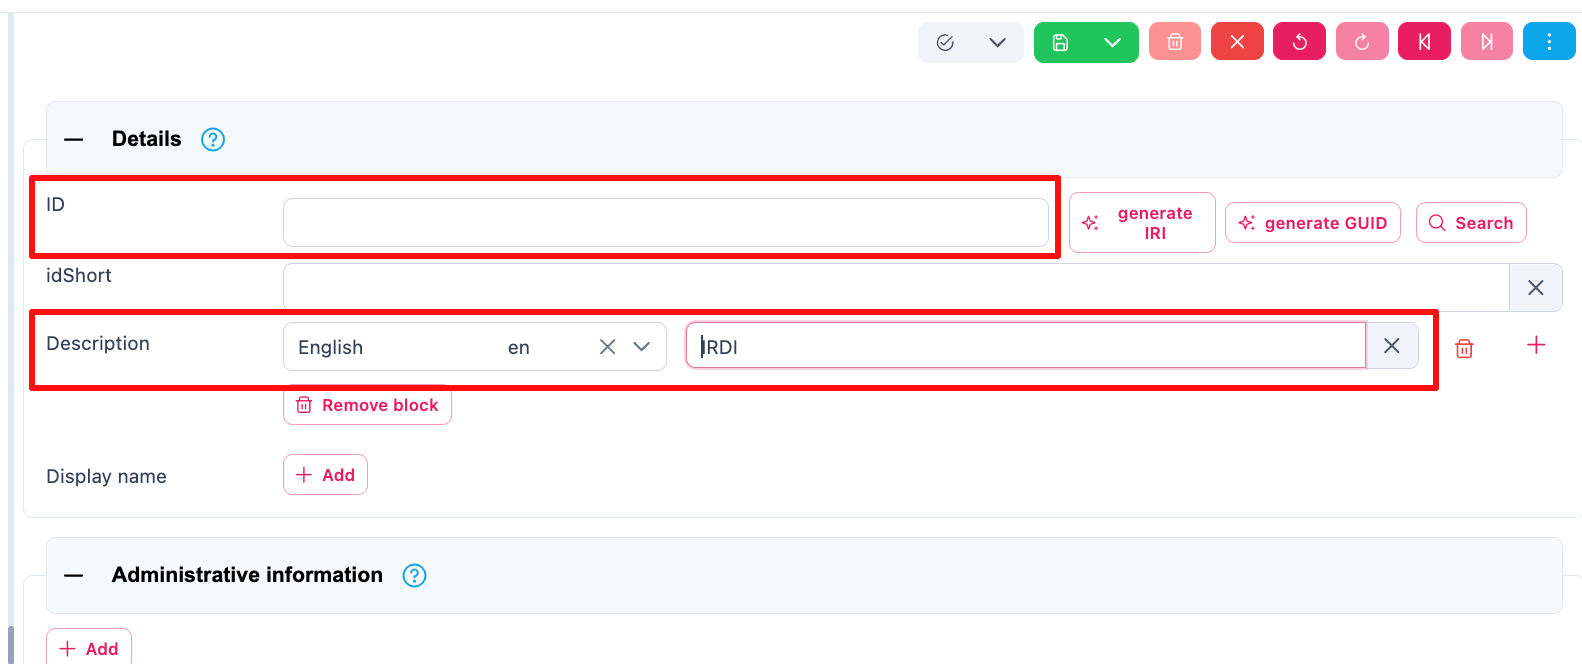 Details
ID
generate IRI
generate GUID
Search
idShort
Description
English en
IRDI
Remove block
Display name
Add
Administrative information
Add